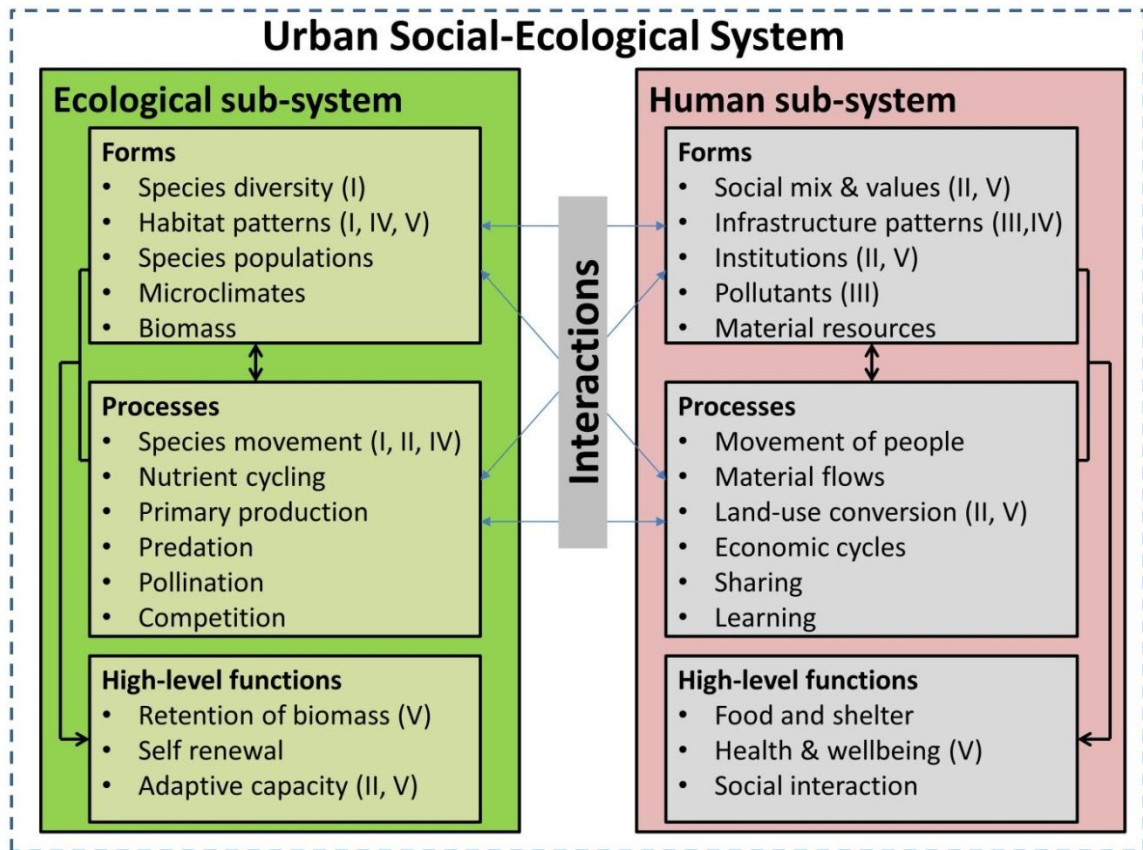 Urban Social-Ecological System
Ecological sub-system
Forms
• Species diversity (I)
• Habitat patterns (I, IV, V)
• Species populations
• Microclimates
• Biomass
Processes
• Species movement (I, II, IV)
• Nutrient cycling
• Primary production
• Predation
• Pollination
• Competition
High-level functions
• Retention of biomass (V)
• Self renewal
• Adaptive capacity (II, V)
Interactions
Human sub-system
Forms
• Social mix & values (II, V)
• Infrastructure patterns (III,IV)
• Institutions (II, V)
• Pollutants (III)
• Material resources
Processes
• Movement of people
• Material flows
• Land-use conversion (II, V)
• Economic cycles
• Sharing
• Learning
High-level functions
• Food and shelter
• Health & wellbeing (V)
• Social interaction